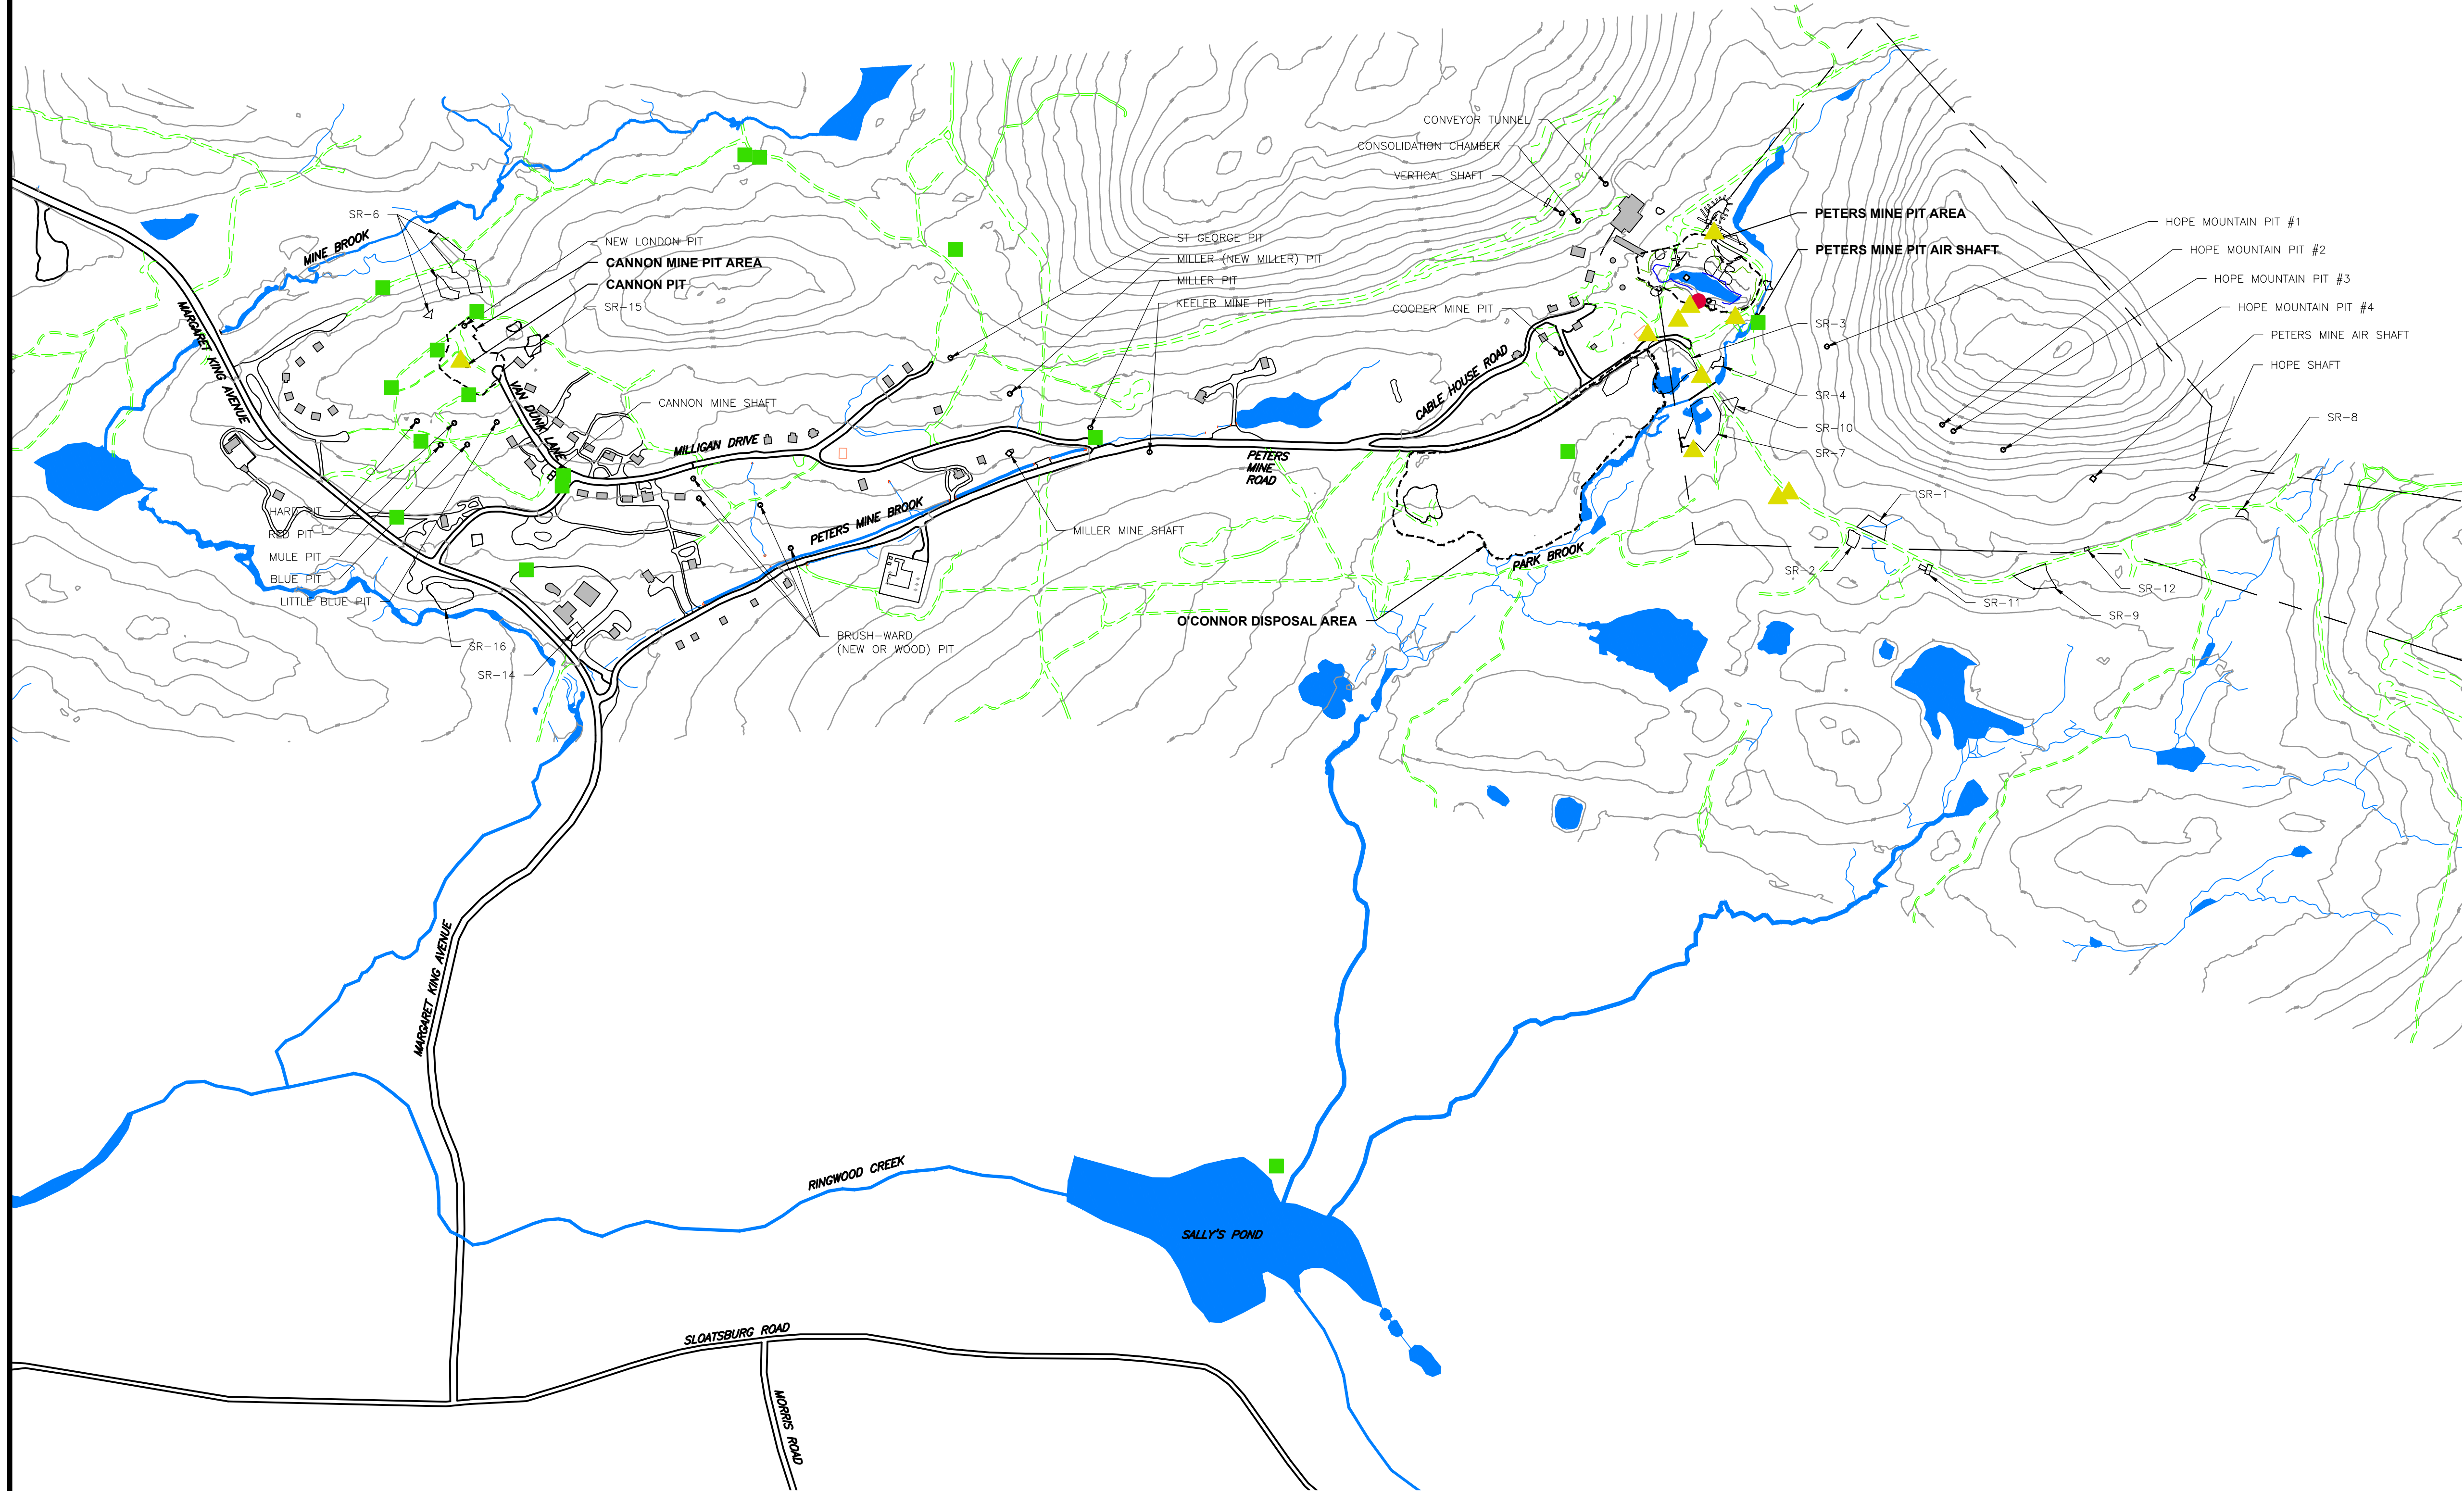 CONVEYOR TUNNEL
CONSOLIDATION CHAMBER
VERTICAL SHAFT
SR-6
MINE BROOK
NEW LONDON PIT
CANNON MINE PIT AREA
CANNON PIT
SR-15
ST GEORGE PIT
MILLER (NEW MILLER) PIT
MILLER PIT
KEELER MINE PIT
COOPER MINE PIT
PETERS MINE PIT AREA
PETERS MINE PIT AIR SHAFT
HOPE MOUNTAIN PIT #1
HOPE MOUNTAIN PIT #2
HOPE MOUNTAIN PIT #3
HOPE MOUNTAIN PIT #4
PETERS MINE AIR SHAFT
HOPE SHAFT
SR-8
SR-3
SR-4
SR-10
SR-7
MARGARET KING AVENUE
VAN DUNK LANE
CANNON MINE SHAFT
MILLIGAN DRIVE
CABLE HOUSE ROAD
PETERS
MINE
ROAD
HARD PIT
RED PIT
MULE PIT
BLUE PIT
LITTLE BLUE PIT
PETERS MINE BROOK
MILLER MINE SHAFT
PARK BROOK
SR-1
SR-2
SR-11
SR-12
SR-9
O'CONNOR DISPOSAL AREA
BRUSH-WARD
(NEW OR WOOD) PIT
SR-16
SR-14
MARGARET KING AVENUE
RINGWOOD CREEK
SALLY'S POND
SLOATSBURG ROAD
MORRIS ROAD